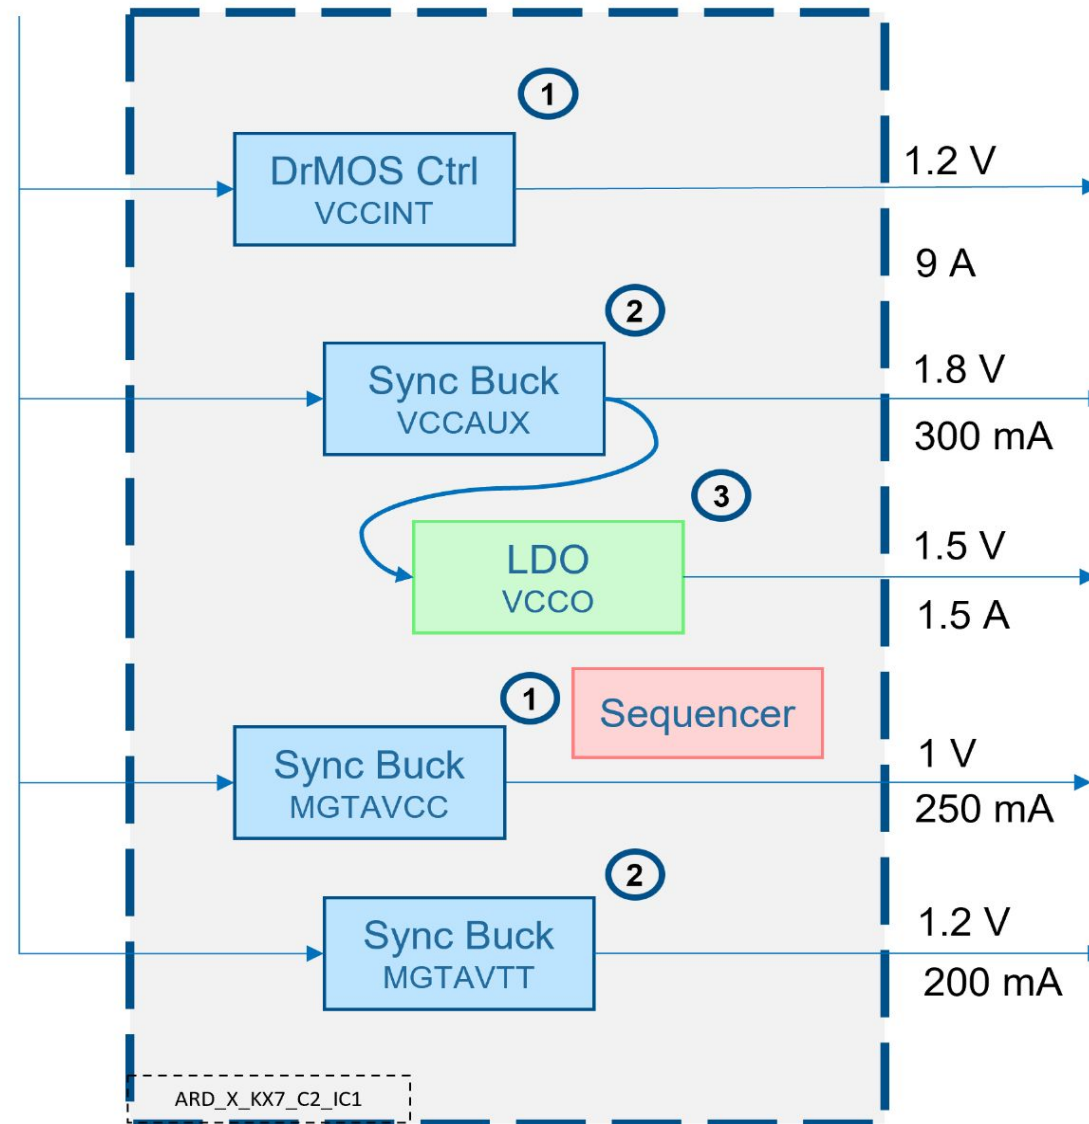 1
DrMOS Ctrl
VCCINT
1.2 V
9 A
2
Sync Buck
VCCAUX
1.8 V
300 mA
3
LDO
VCCO
1.5 V
1.5 A
1
Sequencer
Sync Buck
MGTAVCC
1 V
250 mA
2
Sync Buck
MGTAVTT
1.2 V
200 mA
ARD_X_KX7_C2_IC1